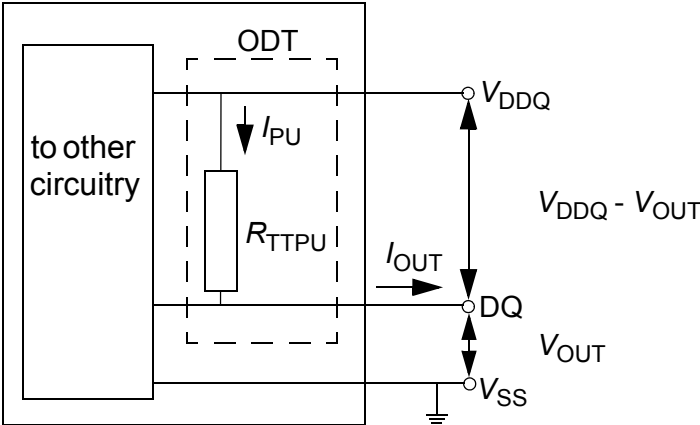 ODT
VDDQ
IPU
to other
circuitry
VDDQ - VOUT
RTTPU
IOUT
DQ
VOUT
VSS